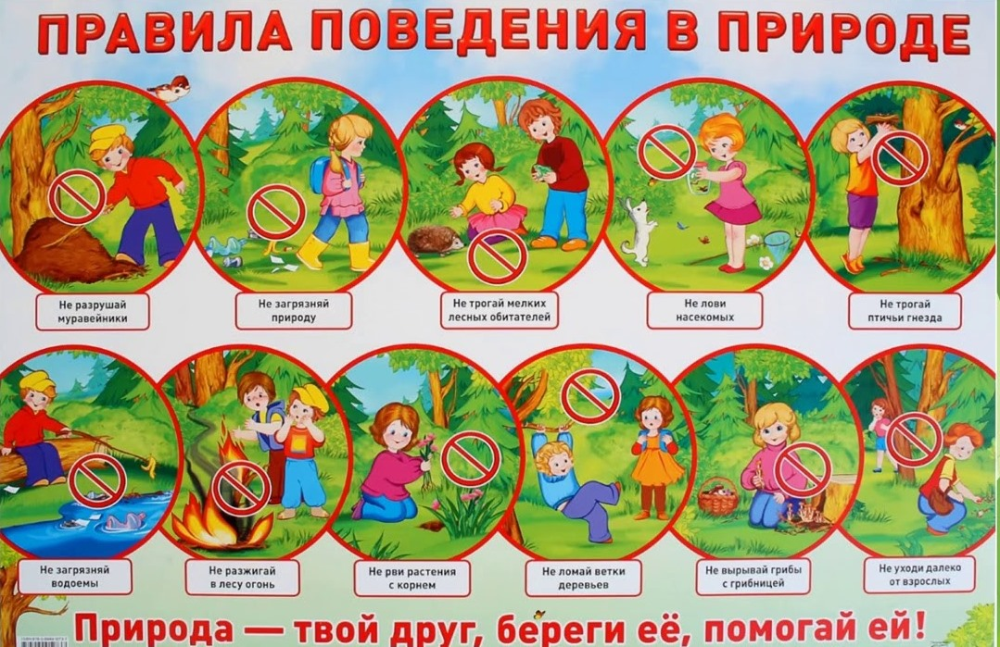 ПРАВИЛА ПОВЕДЕНИЯ В ПРИРОДЕ
Не разрушай
муравейники
Не загрязняй
природу
Не трогай мелких
лесных обитателей
Не лови
насекомых
Не трогай
птичьи гнезда
Не загрязняй
водоемы
Не разжигай
в лесу огонь
Не рви растения
с корнем
Не ломай ветки
деревьев
Не вырывай грибы
с грибницей
Не уходи далеко
от взрослых
Природа — твой друг, береги её, помогай ей!